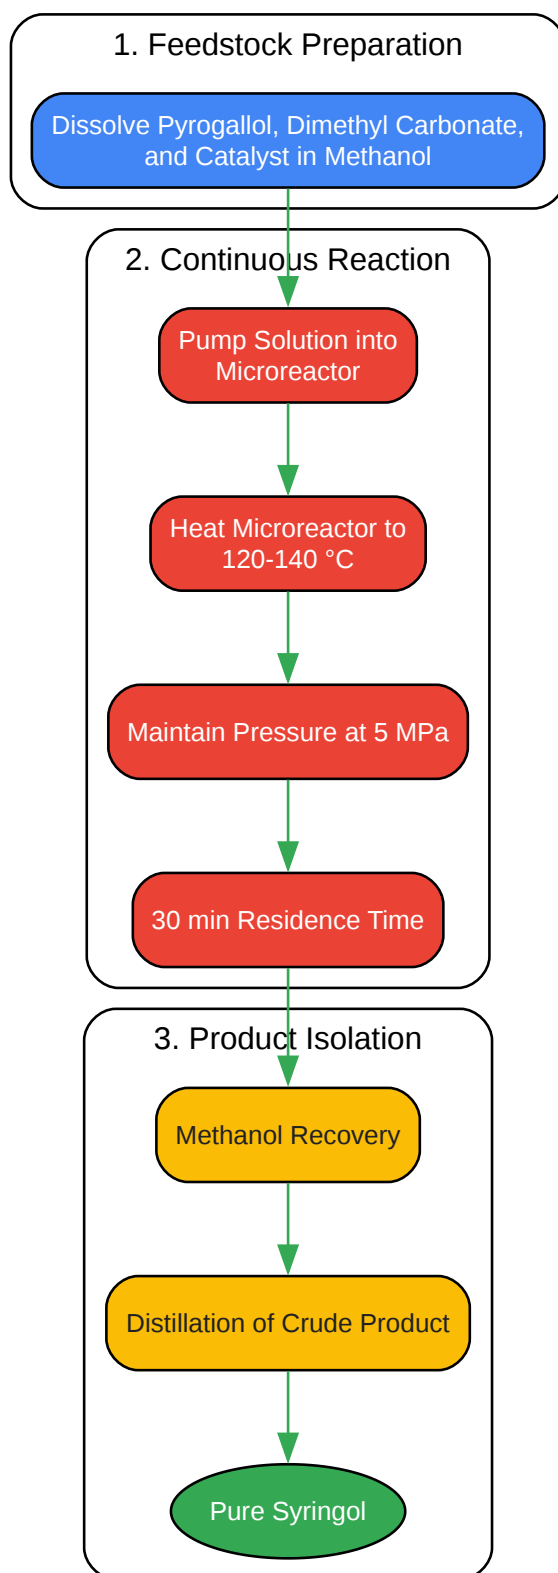 1. Feedstock Preparation
Dissolve Pyrogallol, Dimethyl Carbonate,
and Catalyst in Methanol
2. Continuous Reaction
Pump Solution into
Microreactor
Heat Microreactor to
120-140 °C
Maintain Pressure at 5 MPa
30 min Residence Time
3. Product Isolation
Methanol Recovery
Distillation of Crude Product
Pure Syringol